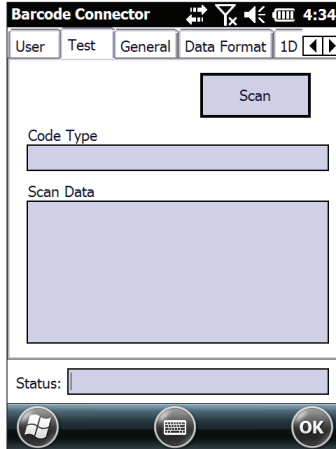 Barcode Connector 4:34
User Test General Data Format 1D
Scan
Code Type
Scan Data
Status:
OK